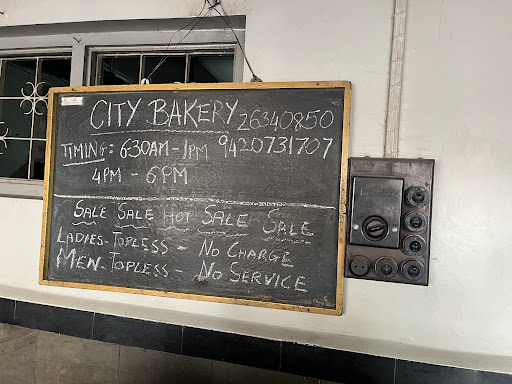 CITY BAKERY 26340850
TIMING: 6:30AM - 1PM 9420731707
4PM - 6PM
SALE SALE HOT SALE SALE
LADIES - TOPLESS - NO CHARGE
MEN - TOPLESS - NO SERVICE